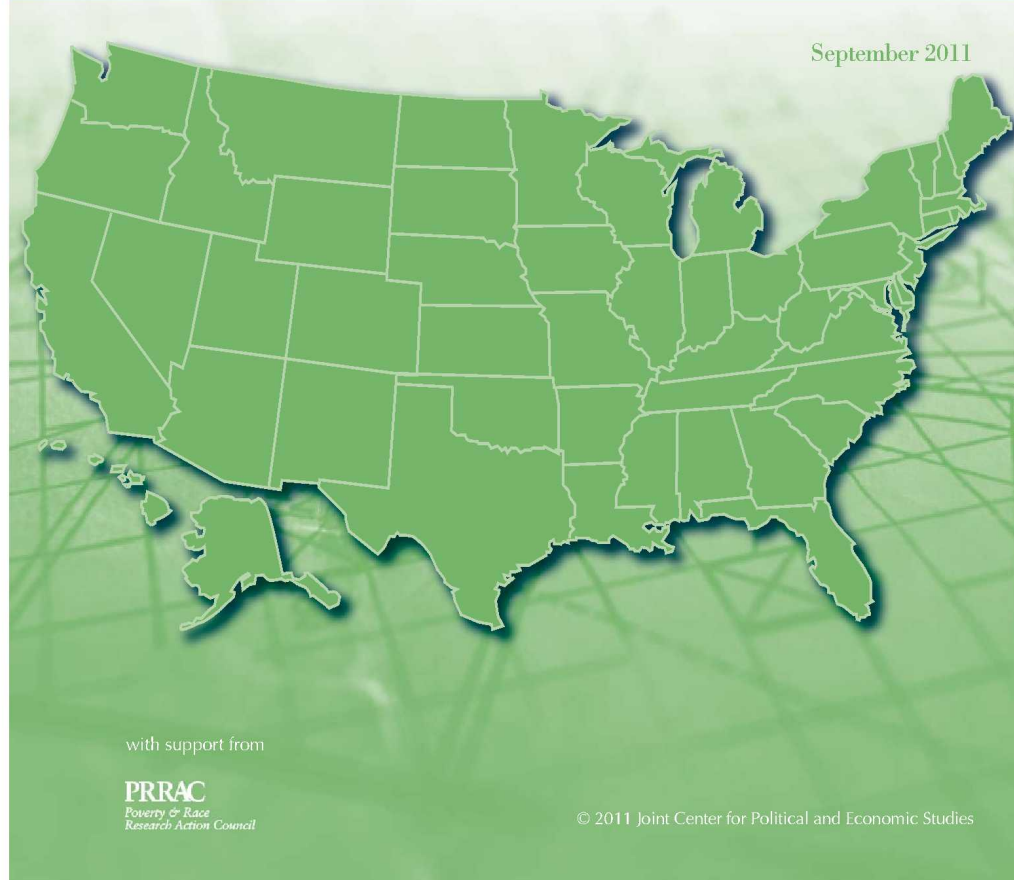 September 2011
with support from
PRRAC
Poverty & Race
Research Action Council
© 2011 Joint Center for Political and Economic Studies